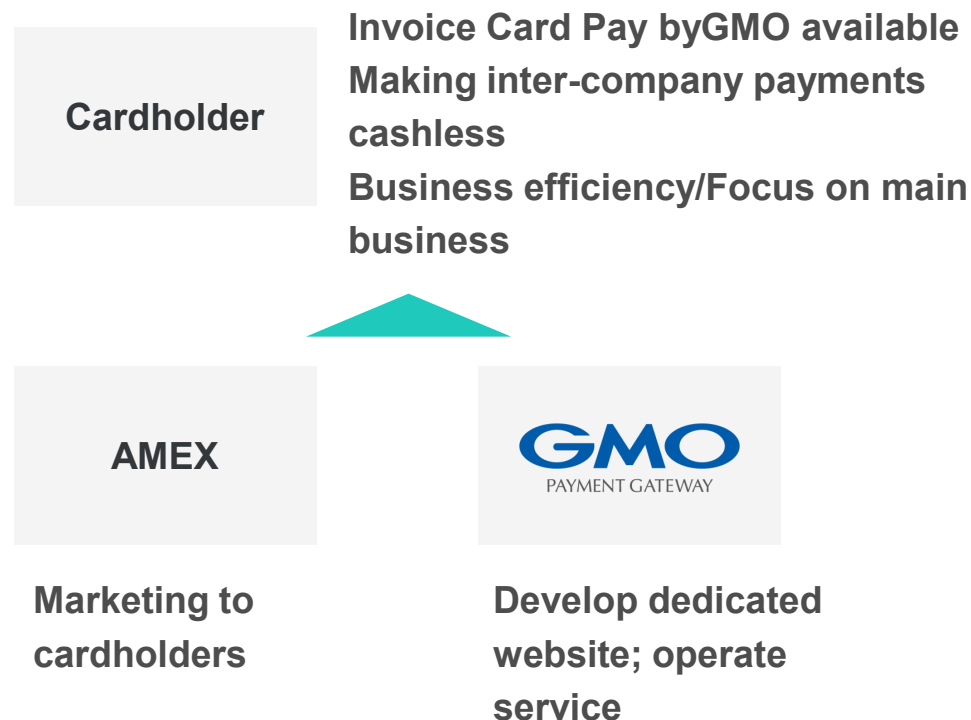 Cardholder
Invoice Card Pay byGMO available
Making inter-company payments
cashless
Business efficiency/Focus on main
business
AMEX
GMO
PAYMENT GATEWAY
Marketing to
cardholders
Develop dedicated
website; operate
service